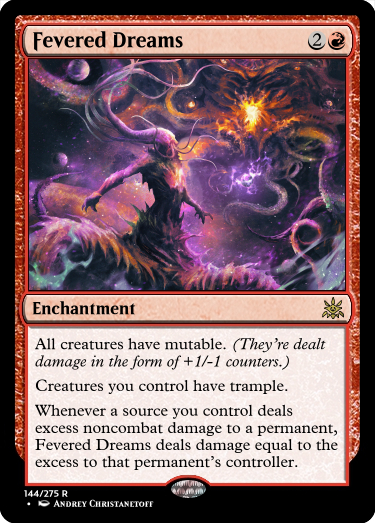 Fevered Dreams 2
Enchantment
All creatures have mutable. (They're dealt
damage in the form of +1/-1 counters.)
Creatures you control have trample.
Whenever a source you control deals
excess noncombat damage to a permanent,
Fevered Dreams deals damage equal to the
excess to that permanent's controller.
144/275 R
• Andrey Christanetoff